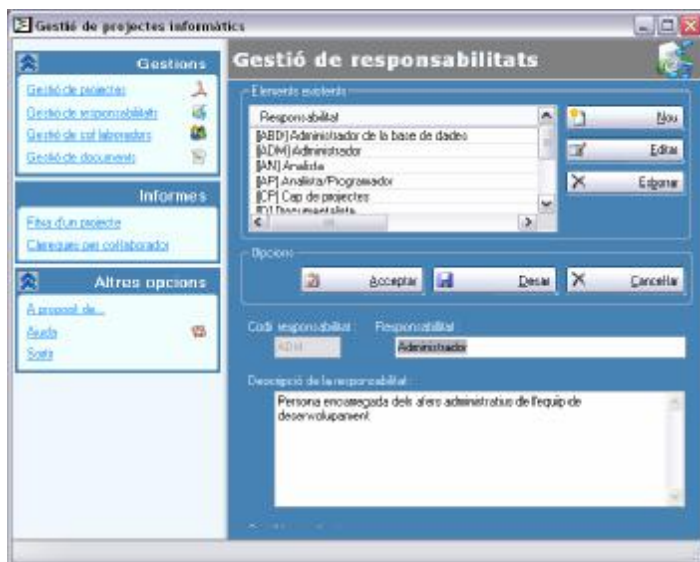 Gestió de projectes informàtics
Gestions
Gestió de projectes
Gestió de responsabilitats
Gestió de col·laboradors
Gestió de documents
Informes
Fitxa d'un projecte
Càrregues per col·laborador
Altres opcions
A proposit de...
Ajuda
Sortir
Gestió de responsabilitats
Elements existents
Responsabilitat
[ABD] Administrador de la base de dades
[ADM] Administrador
[AN] Analista
[AP] Analista/Programador
[CP] Cap de projectes
[D] Documentalista
Nou
Editar
Esborrar
Opcions
Acceptar
Desar
Cancel·lar
Codi responsabilitat:
Responsabilitat
ADM
Administrador
Descripció de la responsabilitat:
Persona encarregada dels afers administratius de l'equip de
desenvolupament